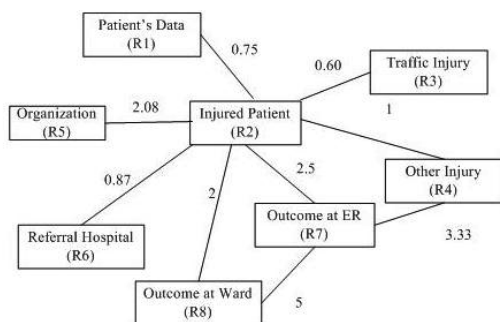 Patient's Data
(R1)
0.75
0.60
Traffic Injury
(R3)
Organization
(R5)
2.08
Injured Patient
(R2)
1
0.87
2
2.5
Other Injury
(R4)
Referral Hospital
(R6)
Outcome at ER
(R7)
3.33
Outcome at Ward
(R8)
5